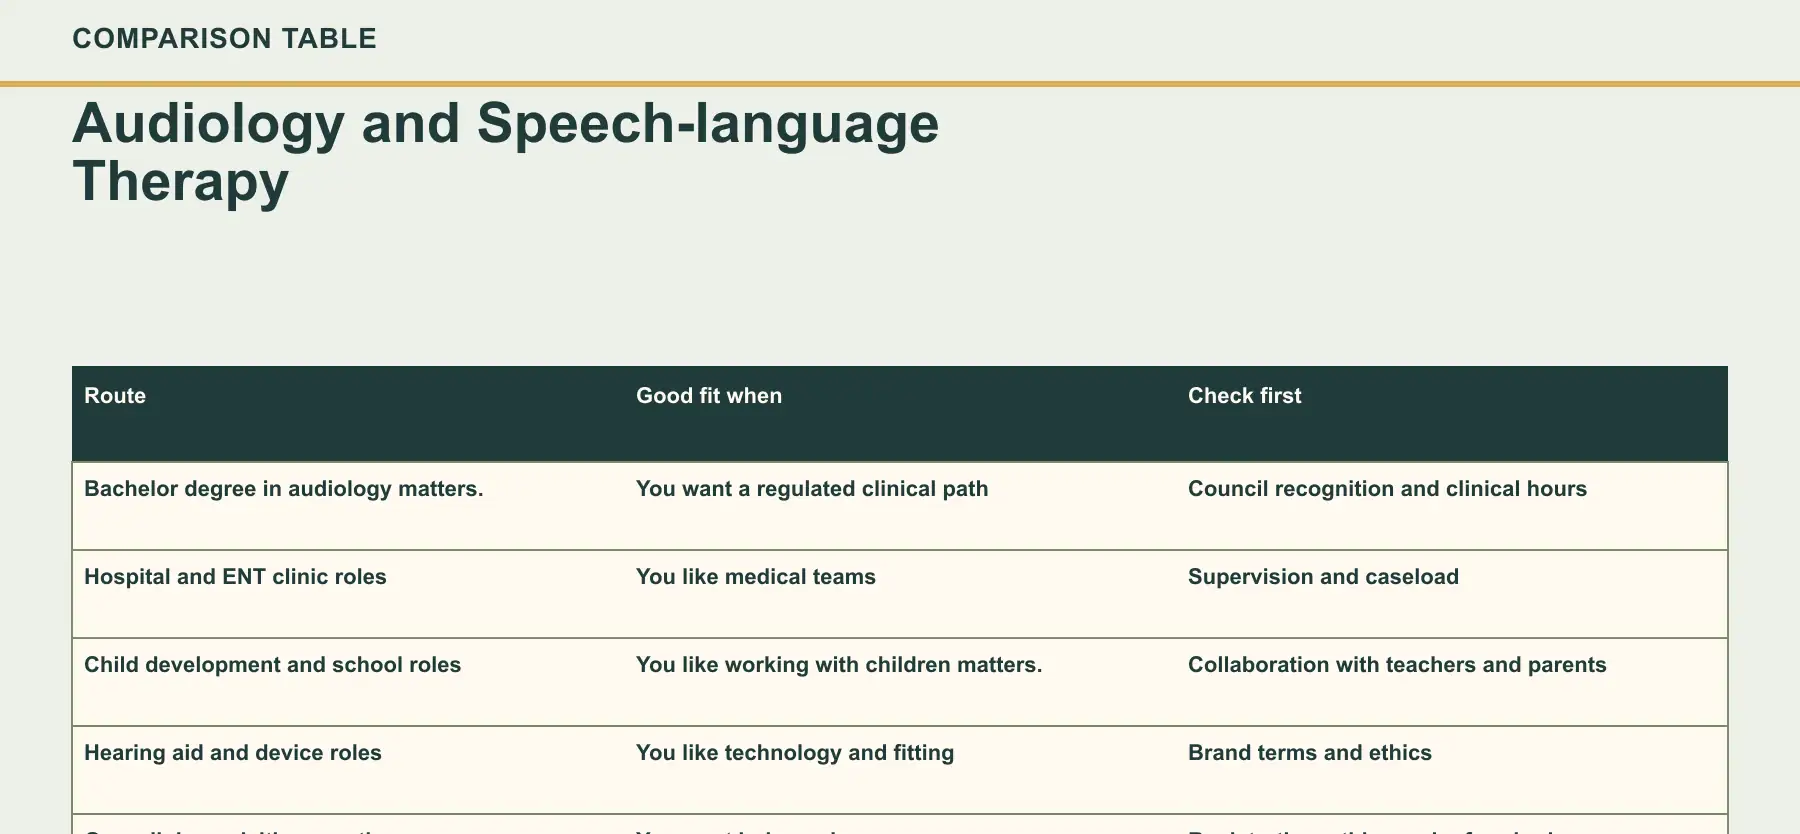 COMPARISON TABLE
Audiology and Speech-language
Therapy
Route Good fit when Check first
Bachelor degree in audiology matters. You want a regulated clinical path Council recognition and clinical hours
Hospital and ENT clinic roles You like medical teams Supervision and caseload
Child development and school roles You like working with children matters. Collaboration with teachers and parents
Hearing aid and device roles You like technology and fitting Brand terms and ethics